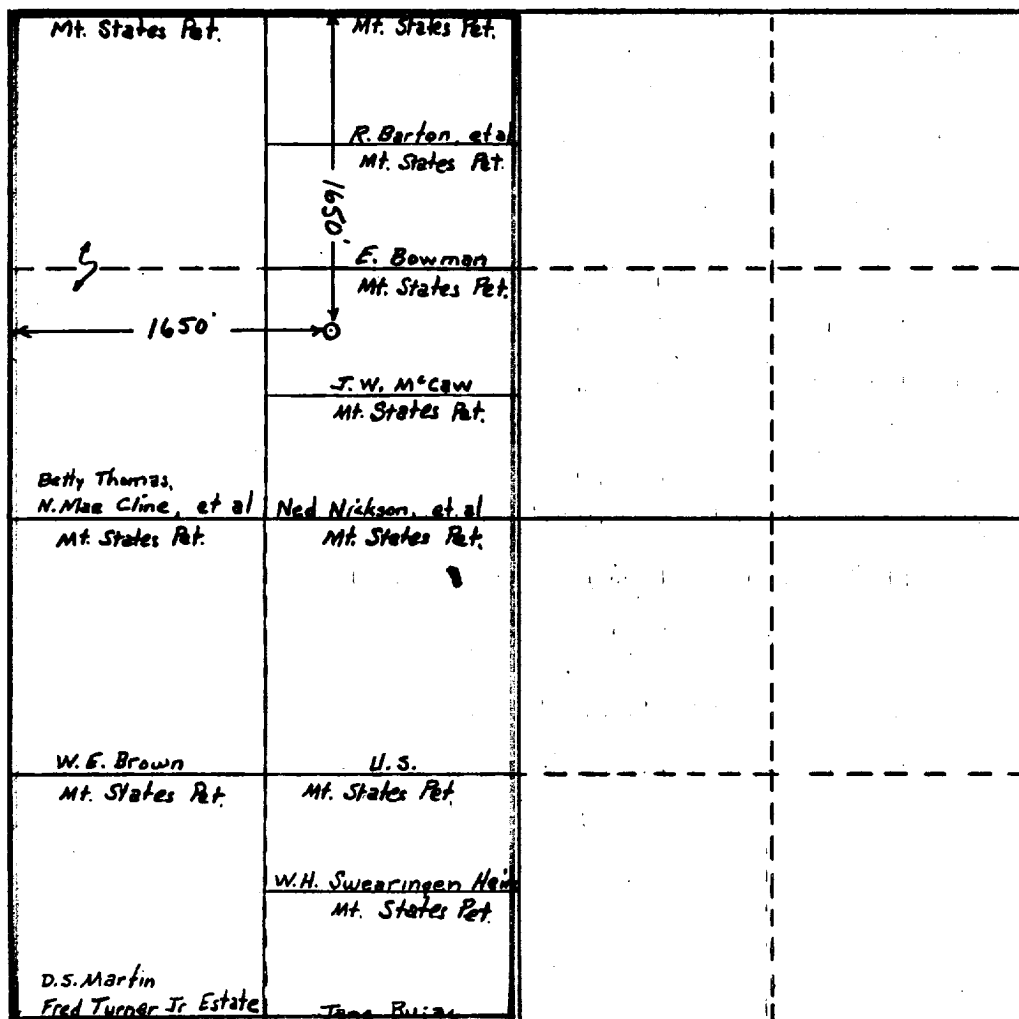 Mt. States Pet. Mt. States Pet.
R. Barton, et al
Mt. States Pet.
1650'
E. Bowman
Mt. States Pet.
1650'
J. W. McCaw
Mt. States Pet.
Betty Thomas,
N. Mae Cline, et al Ned Nickson, et. al
Mt. States Pet. Mt. States Pet.
W. E. Brown U.S.
Mt. States Pet. Mt. States Pet.
W.H. Swearingen Heirs
Mt. States Pet.
D.S. Martin
Fred Turner Jr Estate